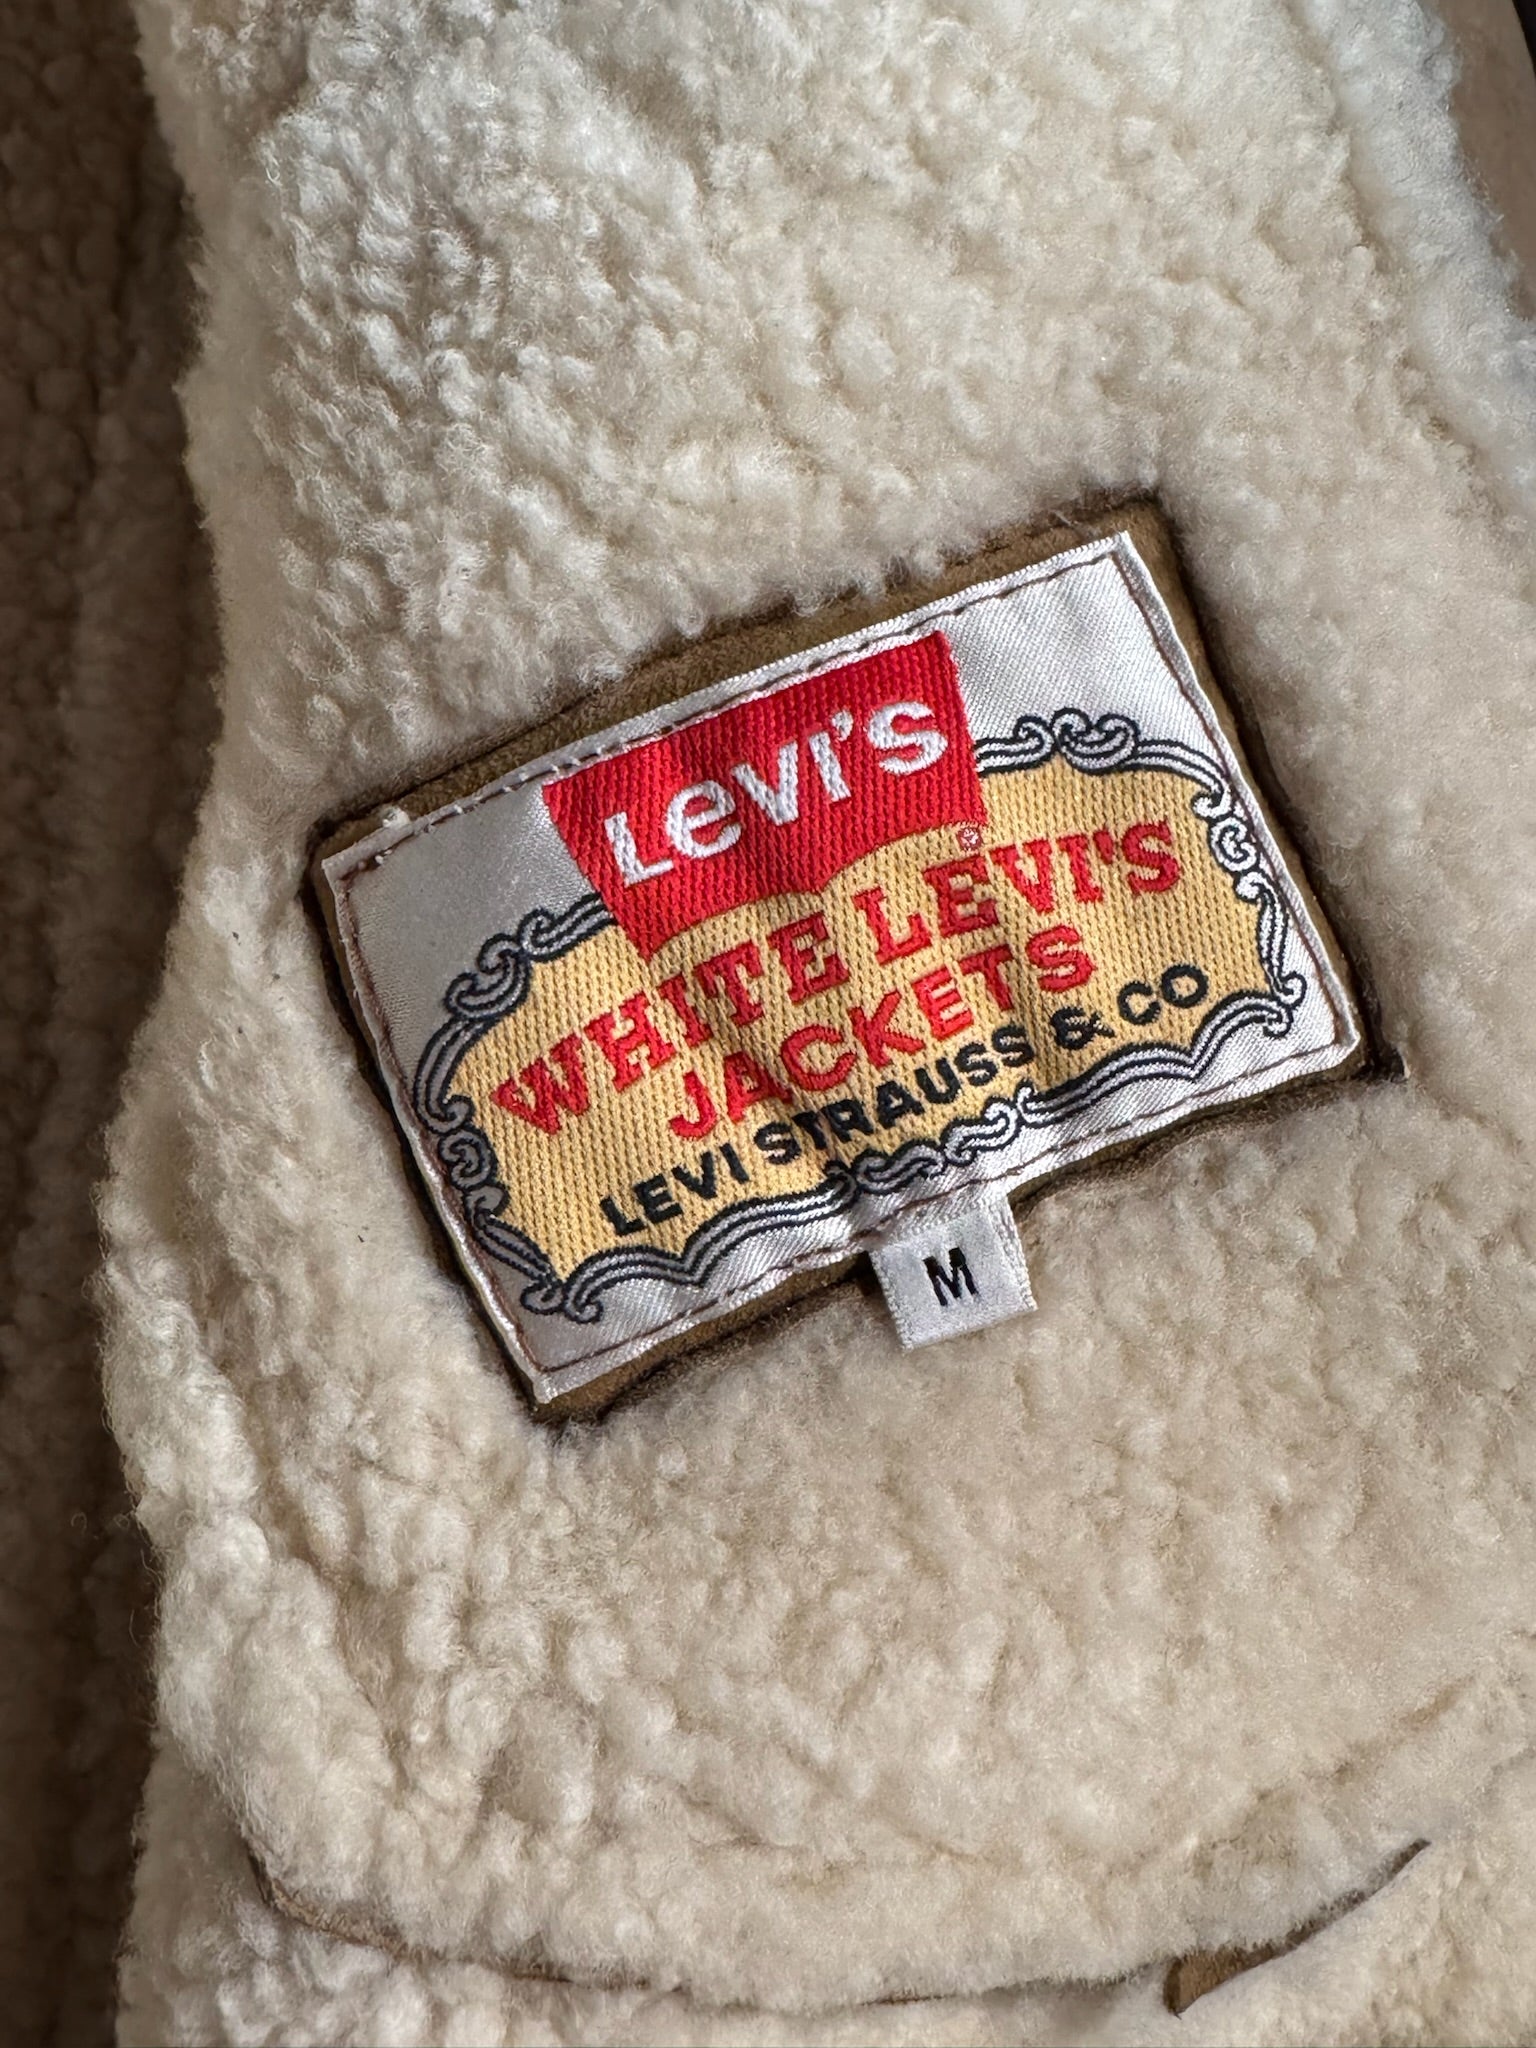 LEVI'S
®
WHITE LEVI'S
JACKETS
LEVI STRAUSS & CO
M